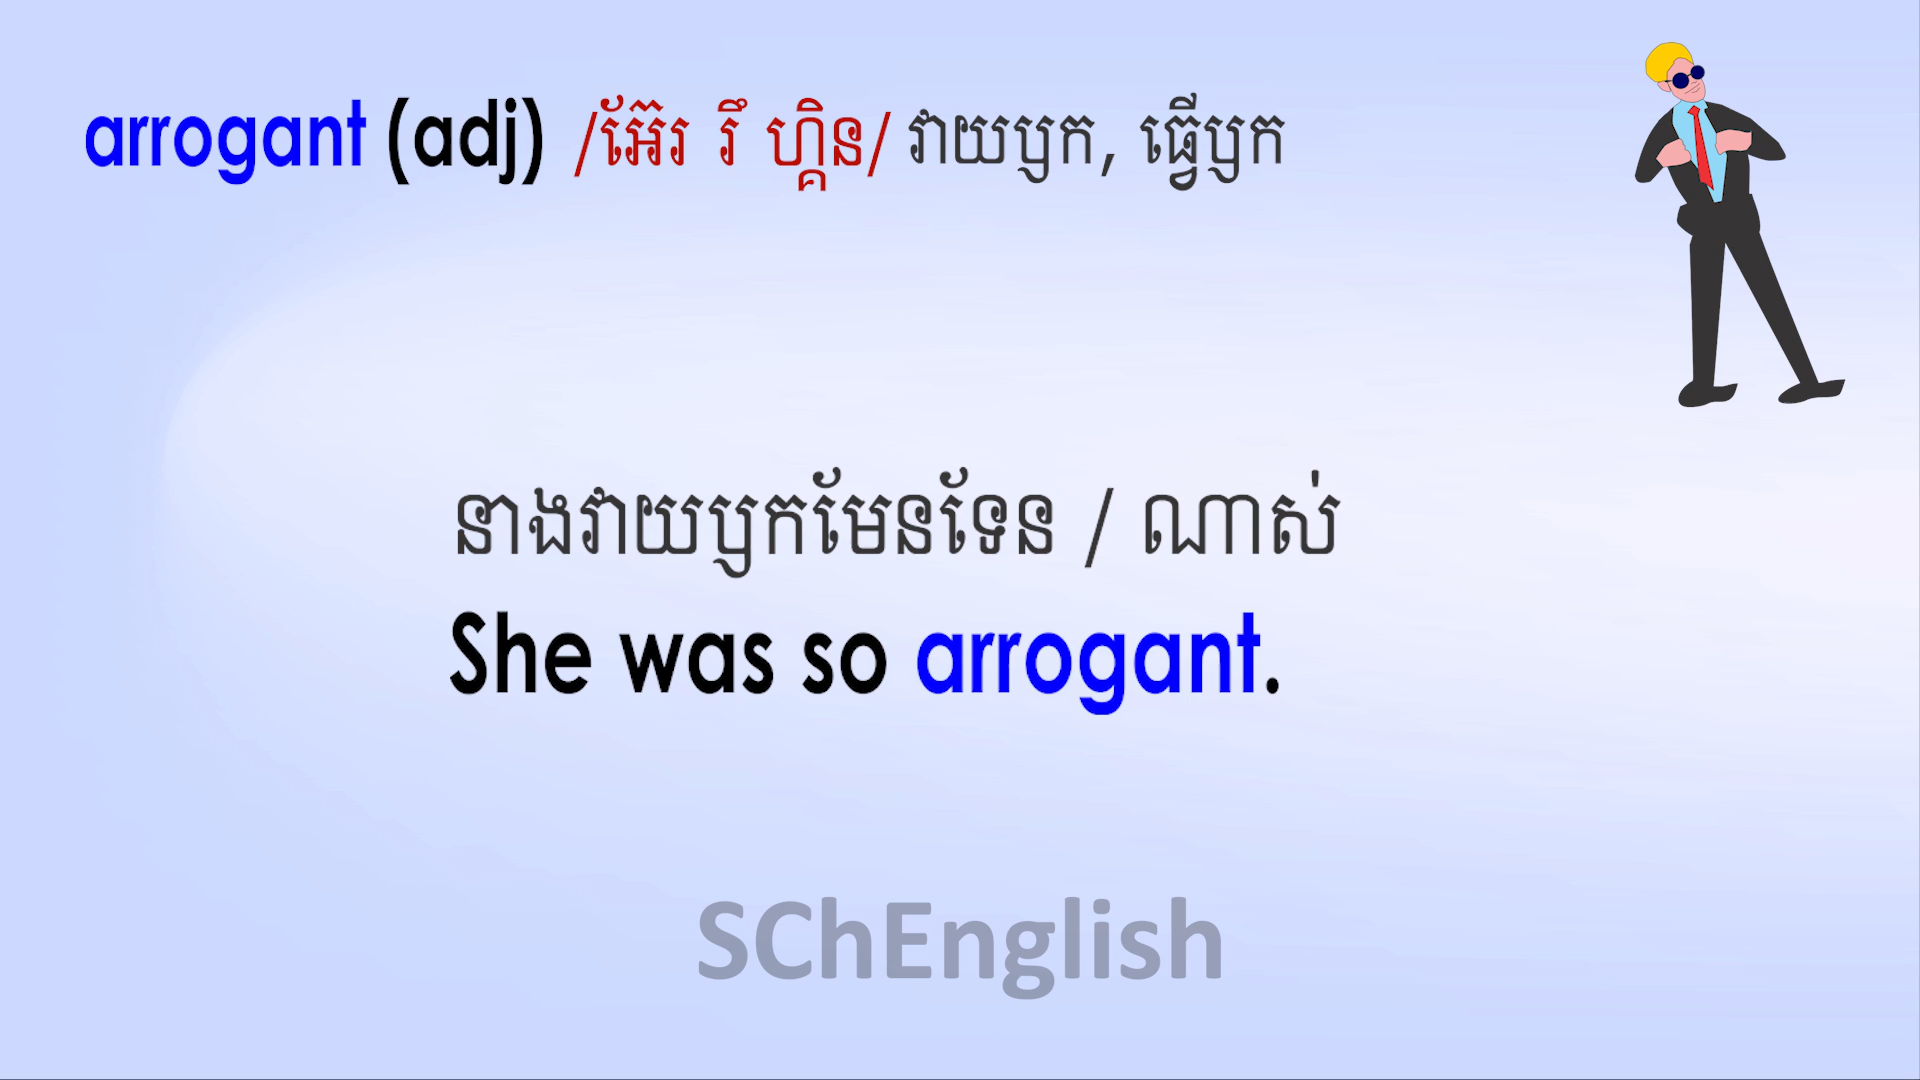 arrogant (adj) /អ៊ែរ រឹ ហ្គិន/ វាយឫក, ធ្វើឫក
នាងវាយឫកមែនទែន / ណាស់
She was so arrogant.
SChEnglish